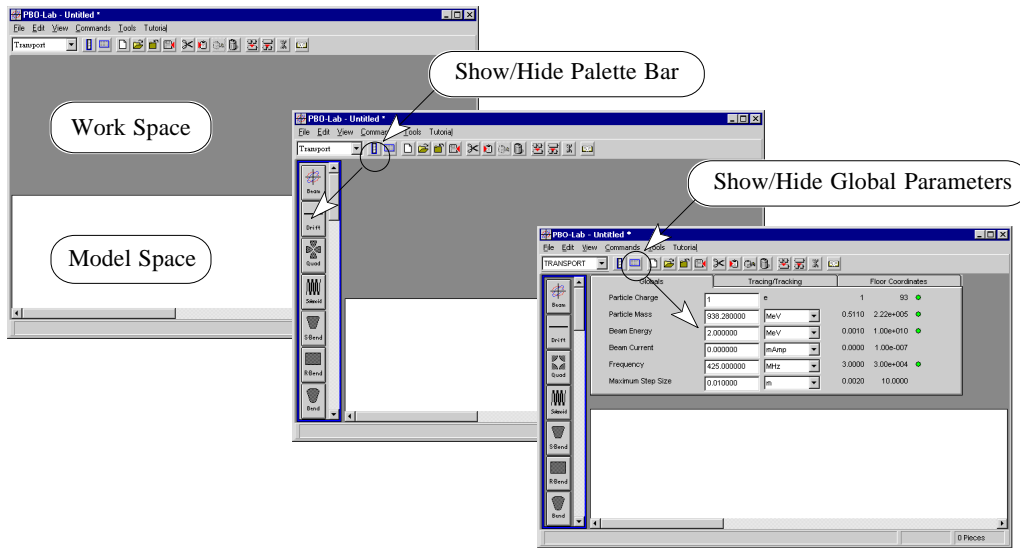 PBO-Lab - Untitled *
File Edit View Commands Tools Tutorial
Transport
Show/Hide Palette Bar
Work Space
Model Space
PBO-Lab - Untitled *
File Edit View Commands Tools Tutorial
Transport
Beam
Drift
Quad
Solenoid
S-Bend
R-Bend
Bend
Show/Hide Global Parameters
PBO-Lab - Untitled *
File Edit View Commands Tools Tutorial
TRANSPORT
Globals Tracing/Tracking Floor Coordinates
Particle Charge 1 e 1 93
Particle Mass 938.280000 MeV 0.5110 2.22e+005
Beam Energy 2.000000 MeV 0.0010 1.00e+010
Beam Current 0.000000 mAmp 0.0000 1.00e-007
Frequency 425.000000 MHz 3.0000 3.00e+004
Maximum Step Size 0.010000 m 0.0020 10.0000
Beam
Drift
Quad
Solenoid
S-Bend
R-Bend
Bend
0 Pieces